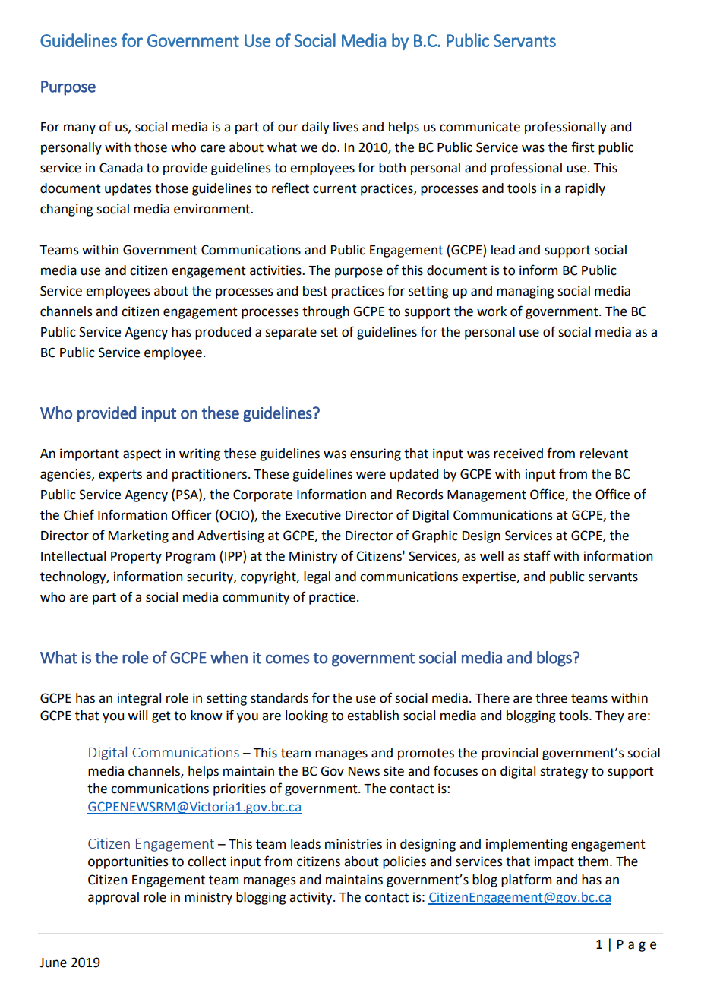 Guidelines for Government Use of Social Media by B.C. Public Servants
Purpose
For many of us, social media is a part of our daily lives and helps us communicate professionally and
personally with those who care about what we do. In 2010, the BC Public Service was the first public
service in Canada to provide guidelines to employees for both personal and professional use. This
document updates those guidelines to reflect current practices, processes and tools in a rapidly
changing social media environment.
Teams within Government Communications and Public Engagement (GCPE) lead and support social
media use and citizen engagement activities. The purpose of this document is to inform BC Public
Service employees about the processes and best practices for setting up and managing social media
channels and citizen engagement processes through GCPE to support the work of government. The BC
Public Service Agency has produced a separate set of guidelines for the personal use of social media as a
BC Public Service employee.
Who provided input on these guidelines?
An important aspect in writing these guidelines was ensuring that input was received from relevant
agencies, experts and practitioners. These guidelines were updated by GCPE with input from the BC
Public Service Agency (PSA), the Corporate Information and Records Management Office, the Office of
the Chief Information Officer (OCIO), the Executive Director of Digital Communications at GCPE, the
Director of Marketing and Advertising at GCPE, the Director of Graphic Design Services at GCPE, the
Intellectual Property Program (IPP) at the Ministry of Citizens' Services, as well as staff with information
technology, information security, copyright, legal and communications expertise, and public servants
who are part of a social media community of practice.
What is the role of GCPE when it comes to government social media and blogs?
GCPE has an integral role in setting standards for the use of social media. There are three teams within
GCPE that you will get to know if you are looking to establish social media and blogging tools. They are:
Digital Communications – This team manages and promotes the provincial government’s social
media channels, helps maintain the BC Gov News site and focuses on digital strategy to support
the communications priorities of government. The contact is:
GCPENEWSRM@Victoria1.gov.bc.ca
Citizen Engagement – This team leads ministries in designing and implementing engagement
opportunities to collect input from citizens about policies and services that impact them. The
Citizen Engagement team manages and maintains government’s blog platform and has an
approval role in ministry blogging activity. The contact is: CitizenEngagement@gov.bc.ca
1 | P a g e
June 2019